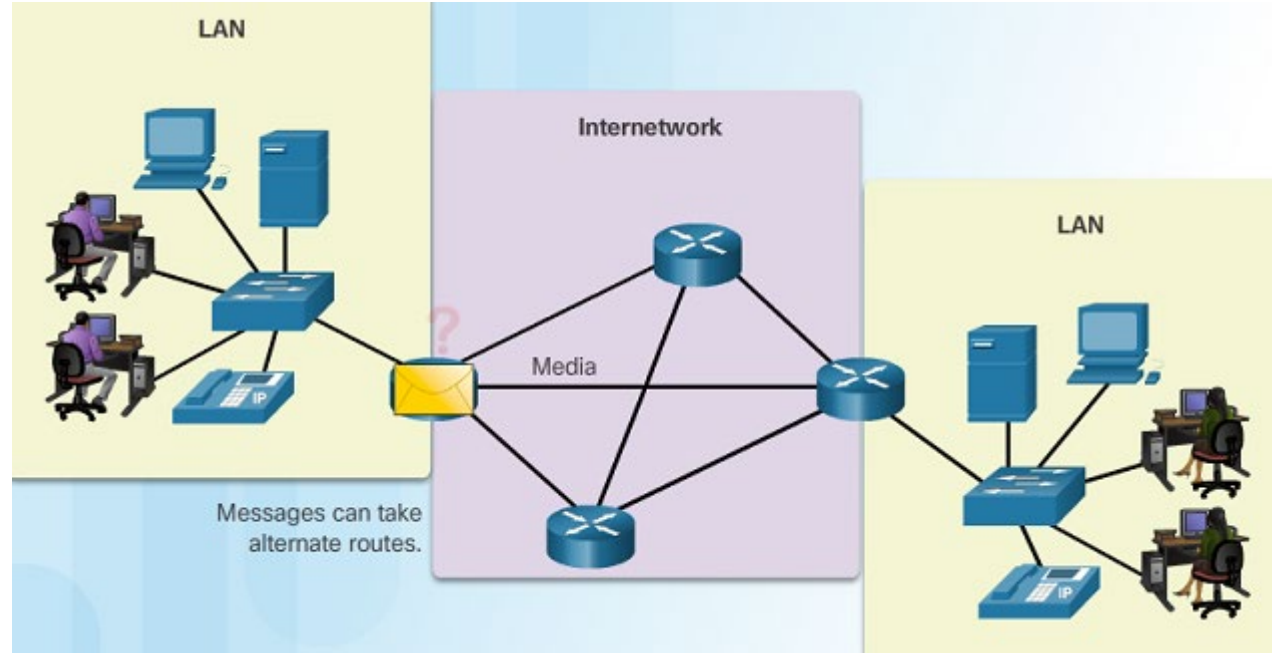 LAN
Internetwork
LAN
?
Media
IP
Messages can take
alternate routes.
IP